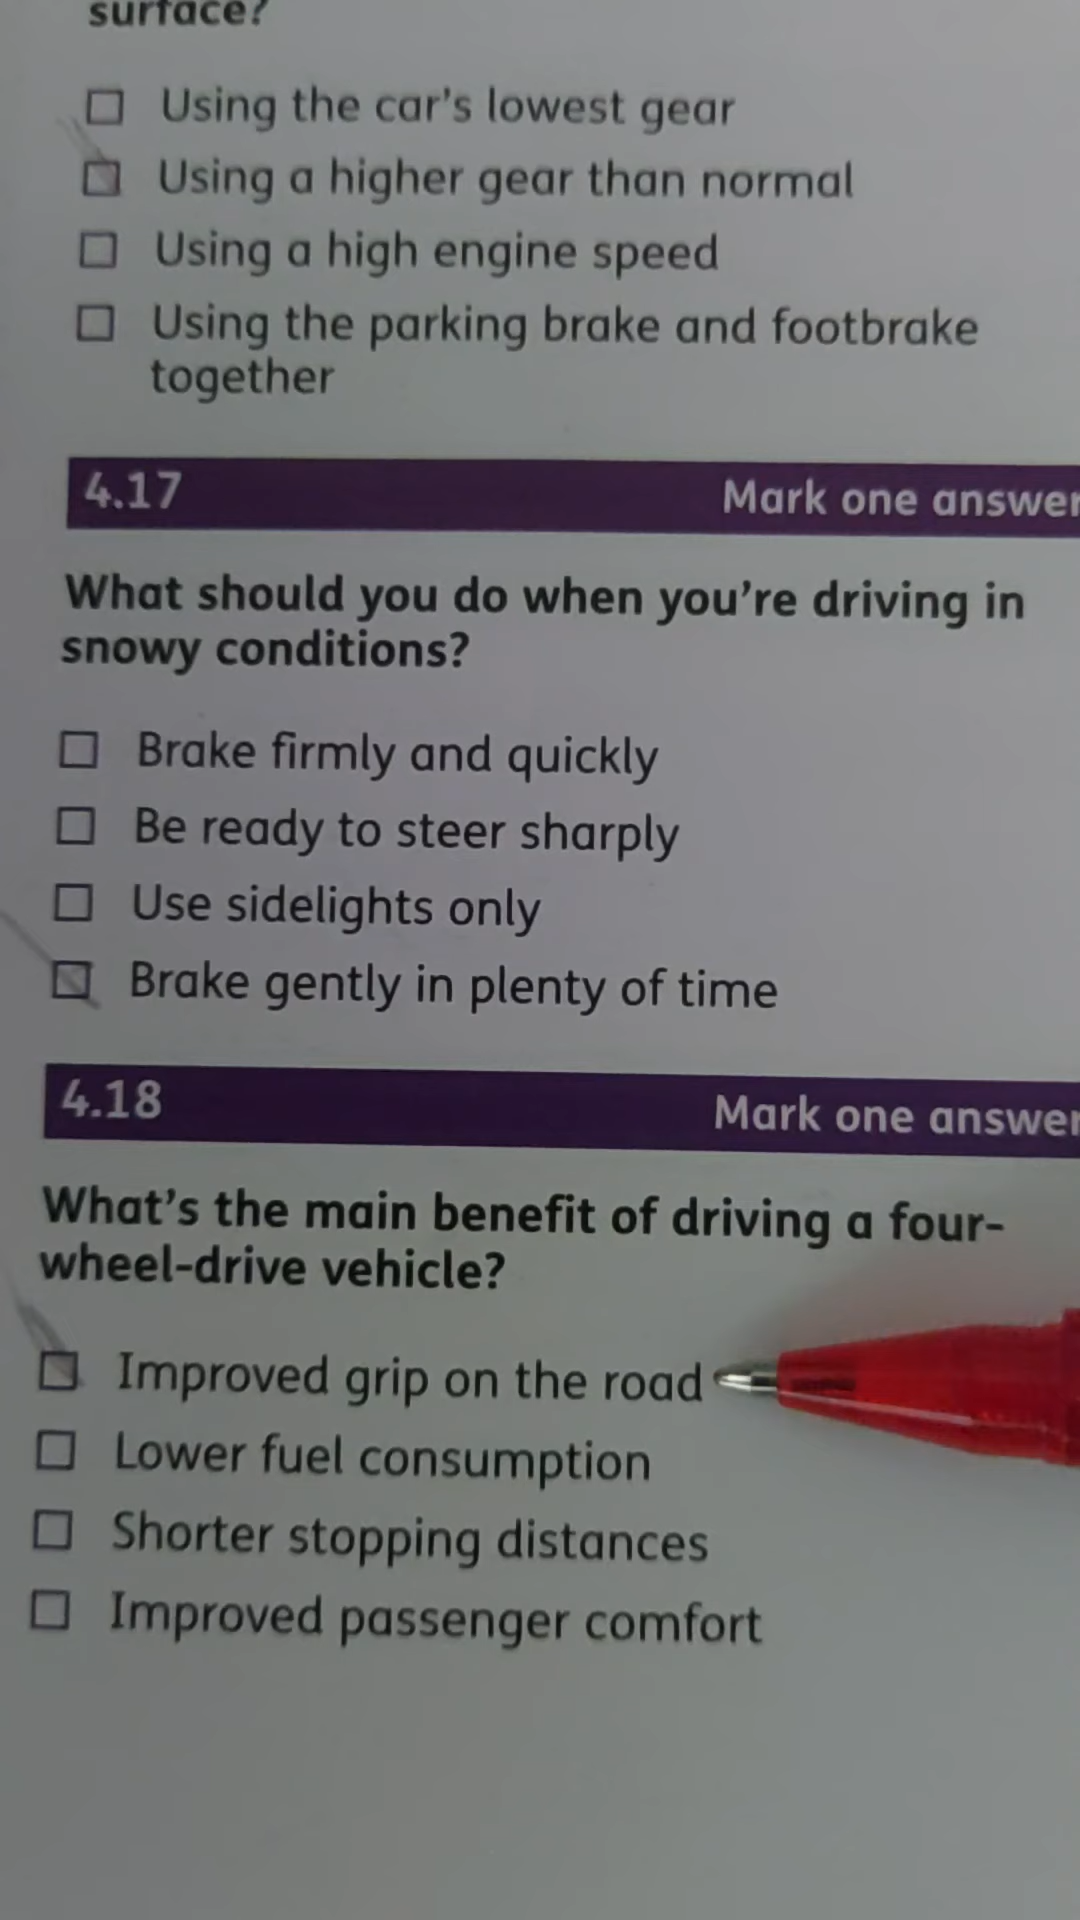 surface?
Using the car's lowest gear
Using a higher gear than normal
Using a high engine speed
Using the parking brake and footbrake
together
4.17 Mark one answer
What should you do when you're driving in
snowy conditions?
Brake firmly and quickly
Be ready to steer sharply
Use sidelights only
Brake gently in plenty of time
4.18 Mark one answer
What's the main benefit of driving a four-
wheel-drive vehicle?
Improved grip on the road
Lower fuel consumption
Shorter stopping distances
Improved passenger comfort